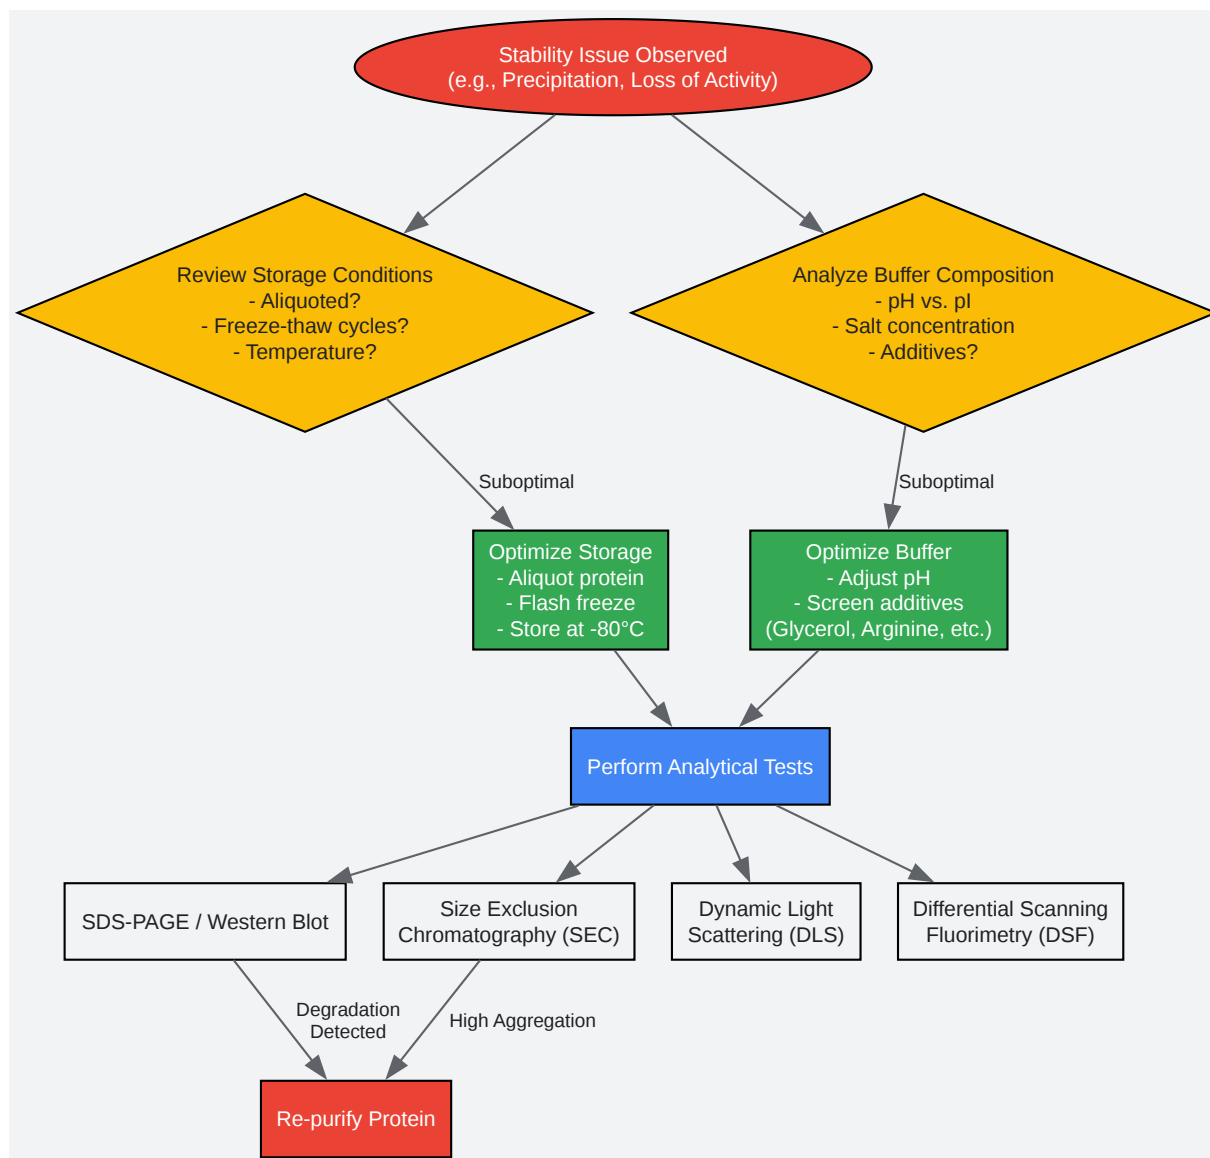 Stability Issue Observed
(e.g., Precipitation, Loss of Activity)
Review Storage Conditions
- Aliquoted?
- Freeze-thaw cycles?
- Temperature?
Analyze Buffer Composition
- pH vs. pI
- Salt concentration
- Additives?
Suboptimal
Suboptimal
Optimize Storage
- Aliquot protein
- Flash freeze
- Store at -80°C
Optimize Buffer
- Adjust pH
- Screen additives
(Glycerol, Arginine, etc.)
Perform Analytical Tests
SDS-PAGE / Western Blot
Size Exclusion
Chromatography (SEC)
Dynamic Light
Scattering (DLS)
Differential Scanning
Fluorimetry (DSF)
Degradation
Detected
High Aggregation
Re-purify Protein